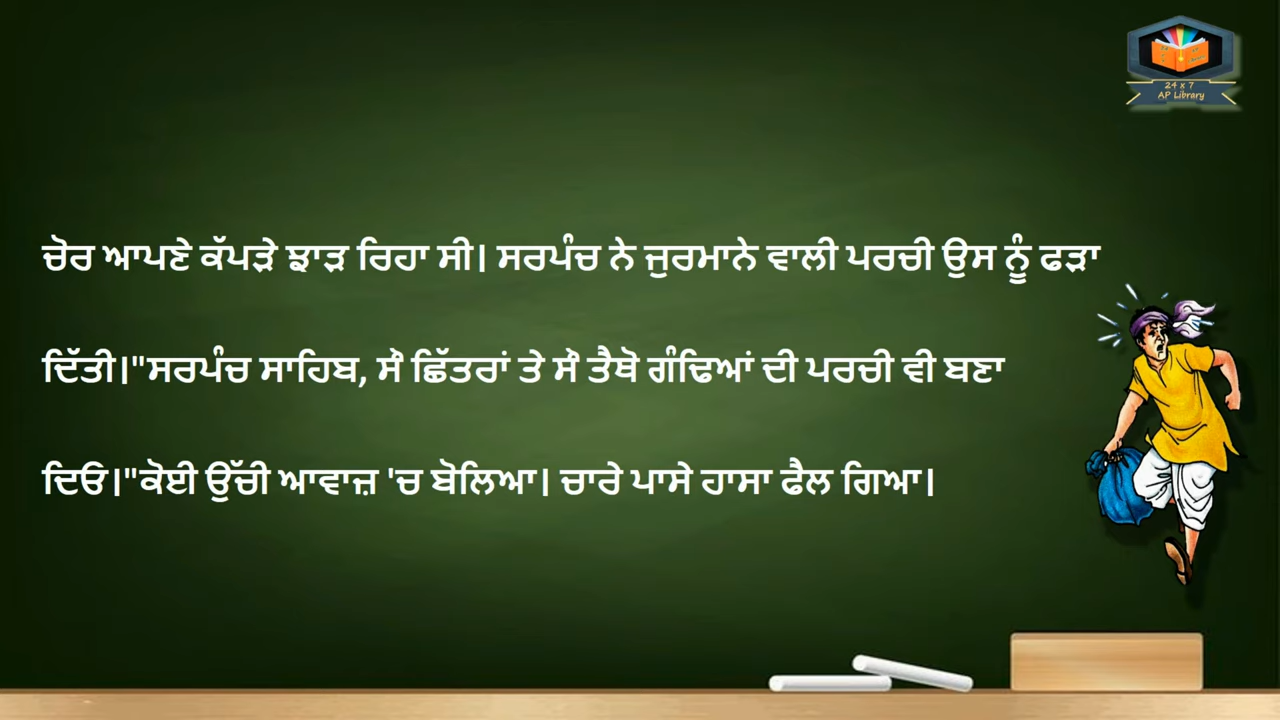 24 x 7
AP Library
ਚੋਰ ਆਪਣੇ ਕੱਪੜੇ ਝਾੜ ਰਿਹਾ ਸੀ। ਸਰਪੰਚ ਨੇ ਜੁਰਮਾਨੇ ਵਾਲੀ ਪਰਚੀ ਉਸ ਨੂੰ ਫੜਾ
ਦਿੱਤੀ।"ਸਰਪੰਚ ਸਾਹਿਬ, ਸੌ ਛਿੱਤਰਾਂ ਤੇ ਸੌ ਤੈਥੋ ਗੰਢਿਆਂ ਦੀ ਪਰਚੀ ਵੀ ਬਣਾ
ਦਿਓ।"ਕੋਈ ਉੱਚੀ ਆਵਾਜ਼ 'ਚ ਬੋਲਿਆ। ਚਾਰੇ ਪਾਸੇ ਹਾਸਾ ਫੈਲ ਗਿਆ।